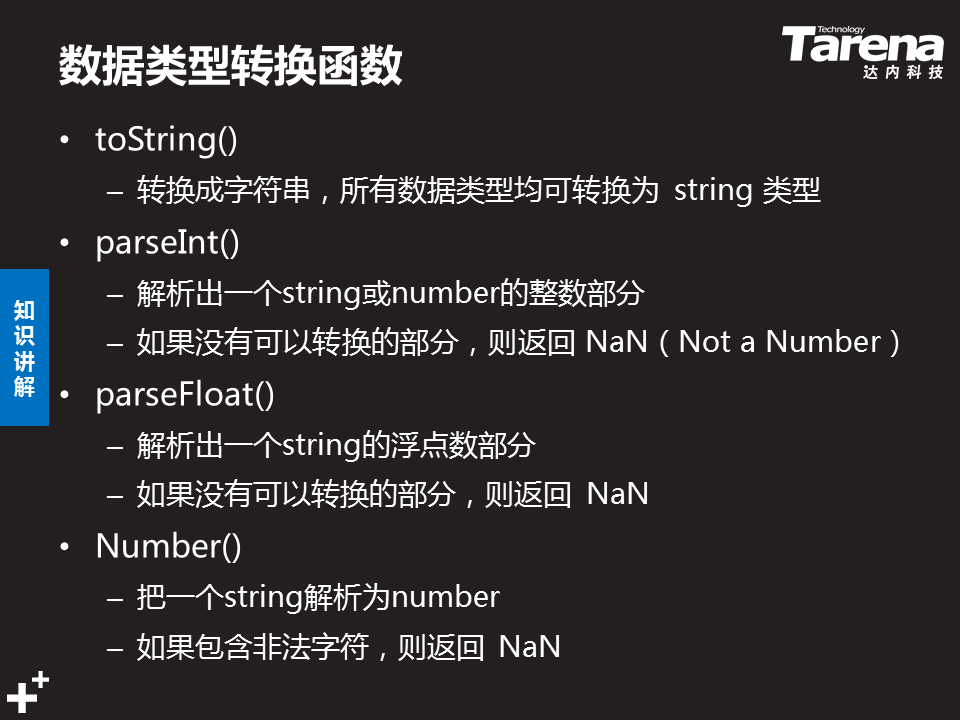 数据类型转换函数
Technology
Tarena
达内科技
• toString()
– 转换成字符串，所有数据类型均可转换为 string 类型
• parseInt()
– 解析出一个string或number的整数部分
– 如果没有可以转换的部分，则返回 NaN（Not a Number）
• parseFloat()
– 解析出一个string的浮点数部分
– 如果没有可以转换的部分，则返回 NaN
• Number()
– 把一个string解析为number
– 如果包含非法字符，则返回 NaN
知识讲解